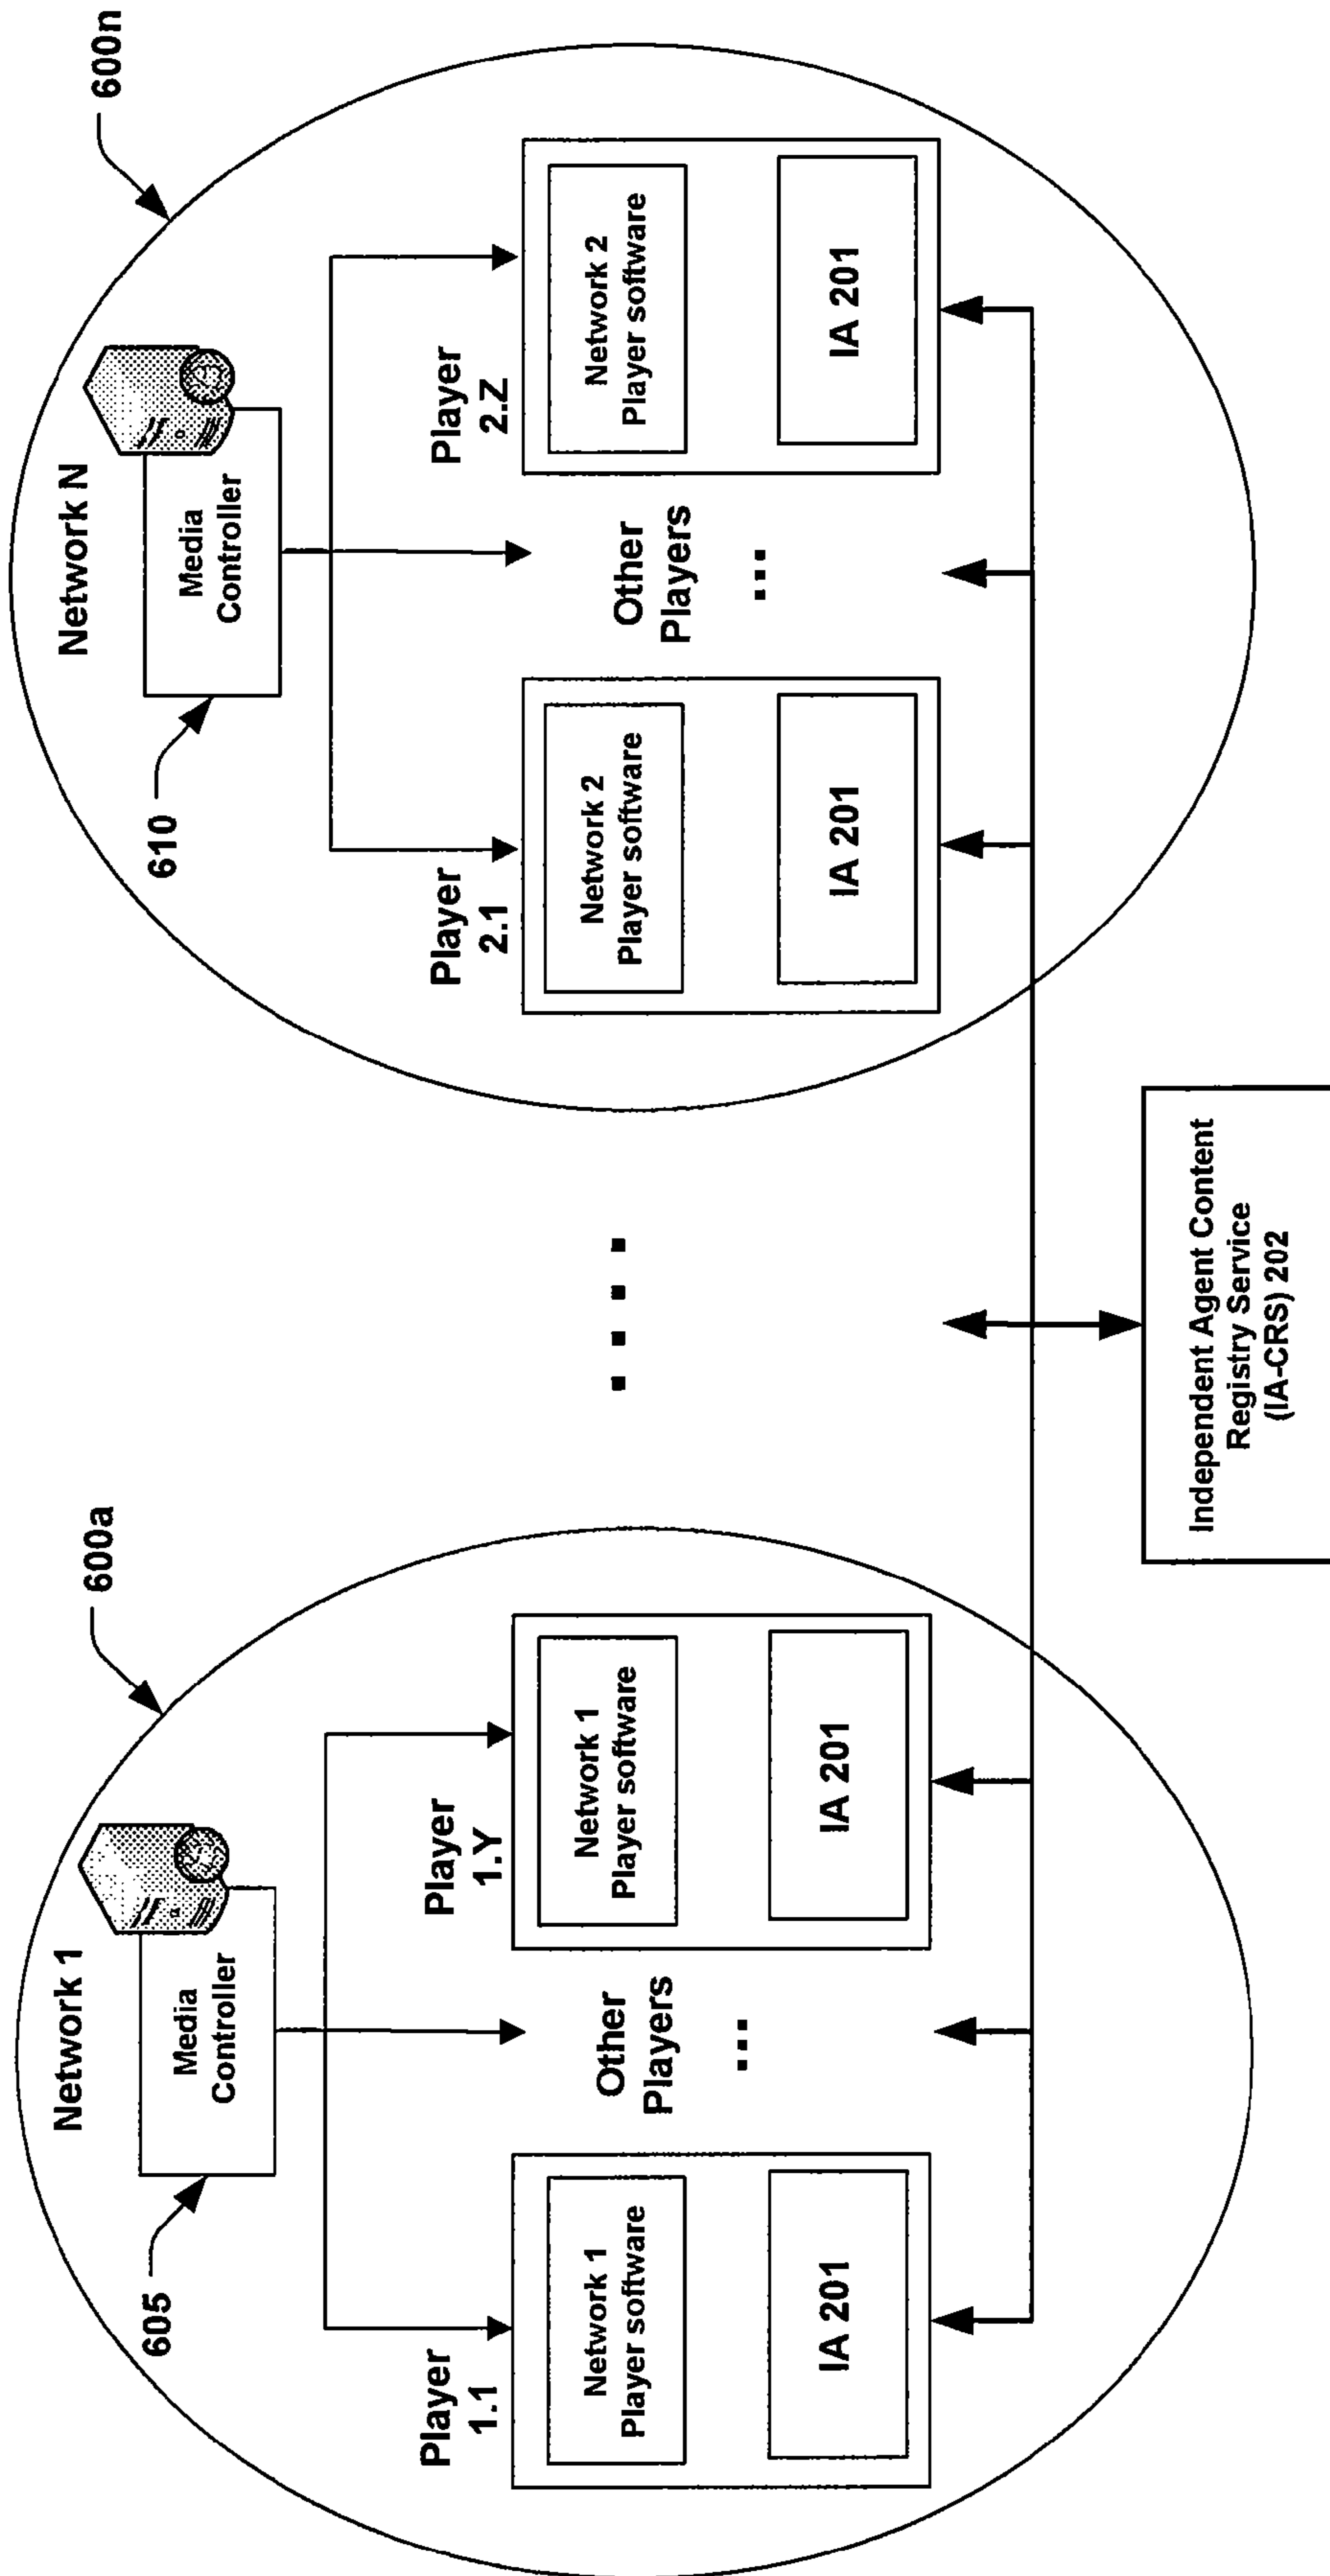 600a
600n
Network 1
605
Media
Controller
Player
1.1
Network 1
Player software
IA 201
Other
Players
...
Player
1.Y
Network 1
Player software
IA 201
. . . .
Network N
610
Media
Controller
Player
2.1
Network 2
Player software
IA 201
Other
Players
...
Player
2.Z
Network 2
Player software
IA 201
Independent Agent Content
Registry Service
(IA-CRS) 202